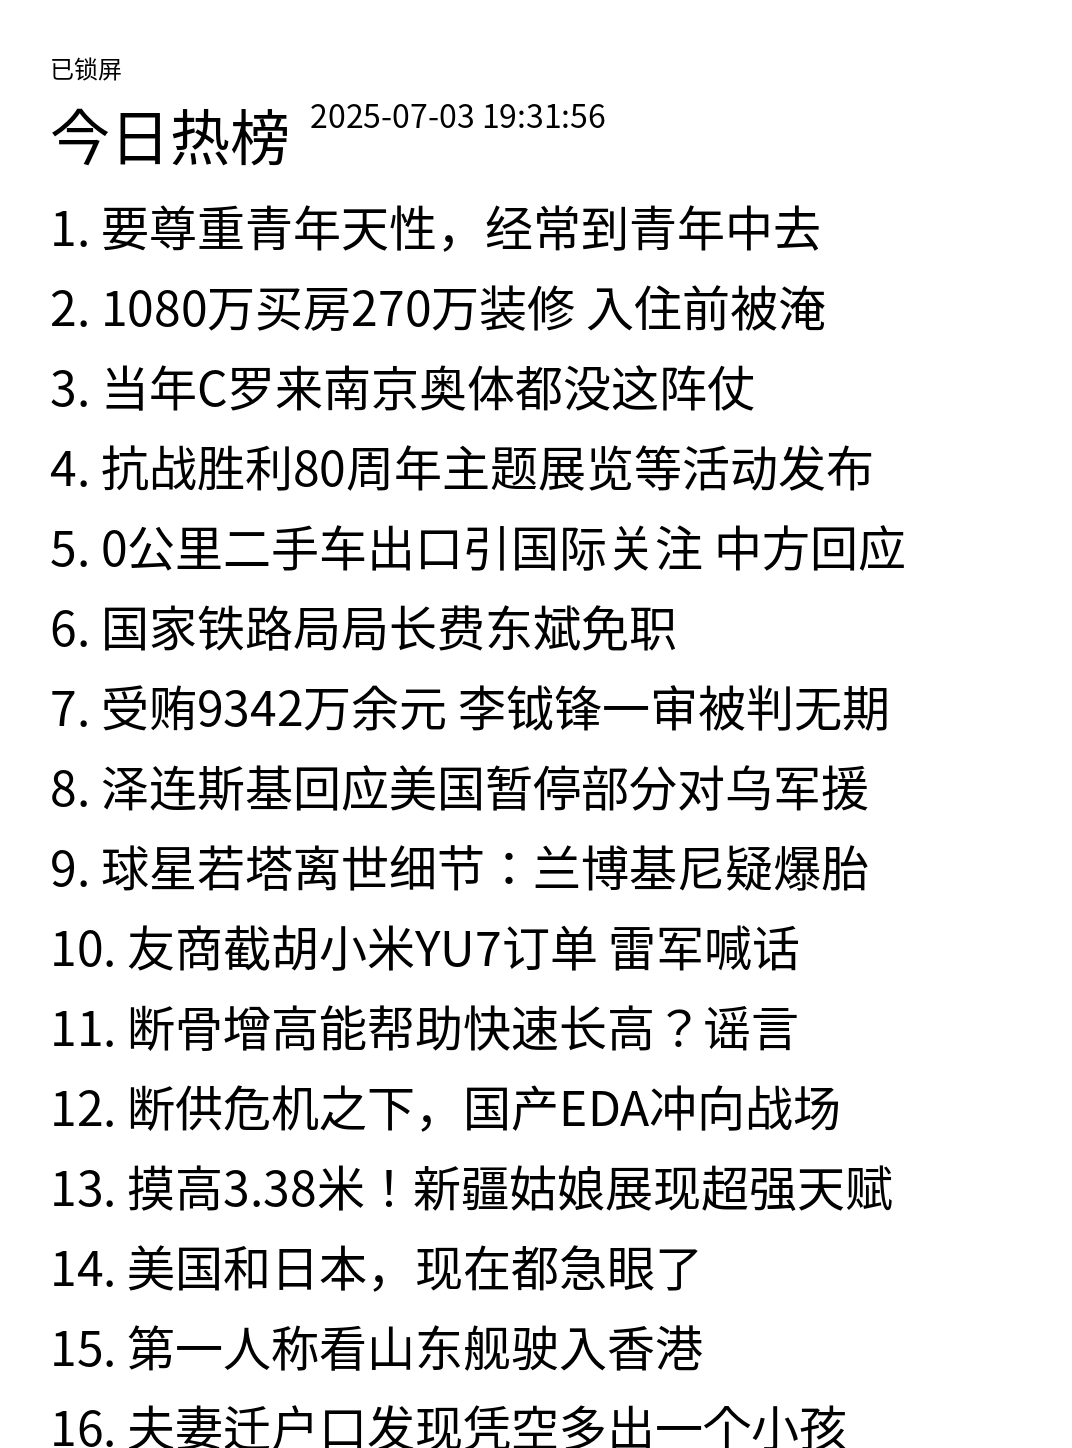 已锁屏
今日热榜 2025-07-03 19:31:56
1. 要尊重青年天性，经常到青年中去
2. 1080万买房270万装修 入住前被淹
3. 当年C罗来南京奥体都没这阵仗
4. 抗战胜利80周年主题展览等活动发布
5. 0公里二手车出口引国际关注 中方回应
6. 国家铁路局局长费东斌免职
7. 受贿9342万余元 李钺锋一审被判无期
8. 泽连斯基回应美国暂停部分对乌军援
9. 球星若塔离世细节：兰博基尼疑爆胎
10. 友商截胡小米YU7订单 雷军喊话
11. 断骨增高能帮助快速长高？谣言
12. 断供危机之下，国产EDA冲向战场
13. 摸高3.38米！新疆姑娘展现超强天赋
14. 美国和日本，现在都急眼了
15. 第一人称看山东舰驶入香港
16. 夫妻迁户口发现凭空多出一个小孩